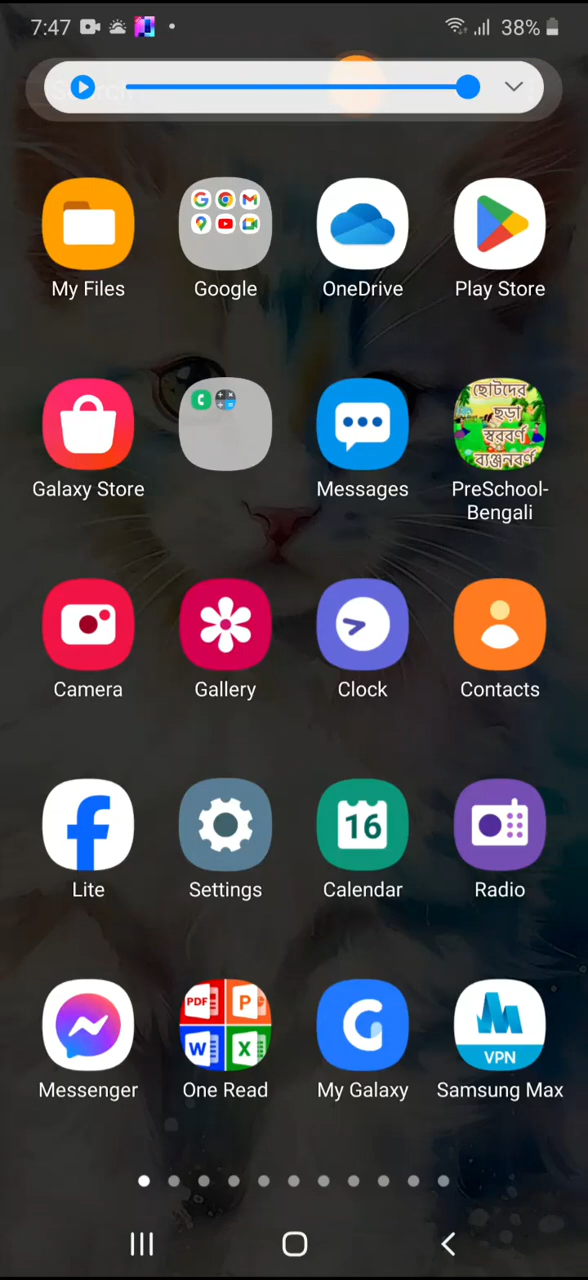 7:47
38%
My Files
Google
OneDrive
Play Store
Galaxy Store
Messages
ছোটদের
ছড়া
স্বরবর্ণ
ব্যঞ্জনবর্ণ
PreSchool-
Bengali
Camera
Gallery
Clock
Contacts
16
Lite
Settings
Calendar
Radio
PDF
P
W
X
VPN
Messenger
One Read
My Galaxy
Samsung Max